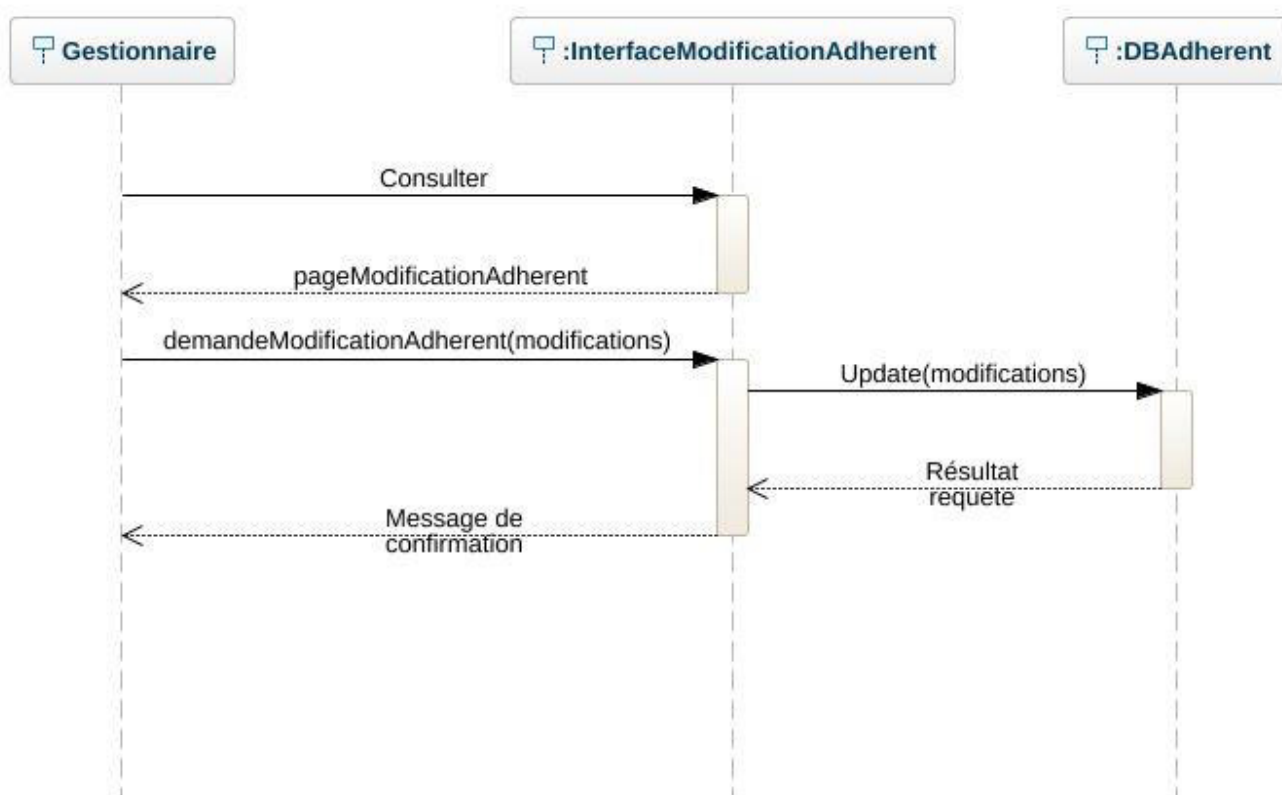 Gestionnaire
:InterfaceModificationAdherent
:DBAdherent
Consulter
pageModificationAdherent
demandeModificationAdherent(modifications)
Update(modifications)
Résultat
requete
Message de
confirmation